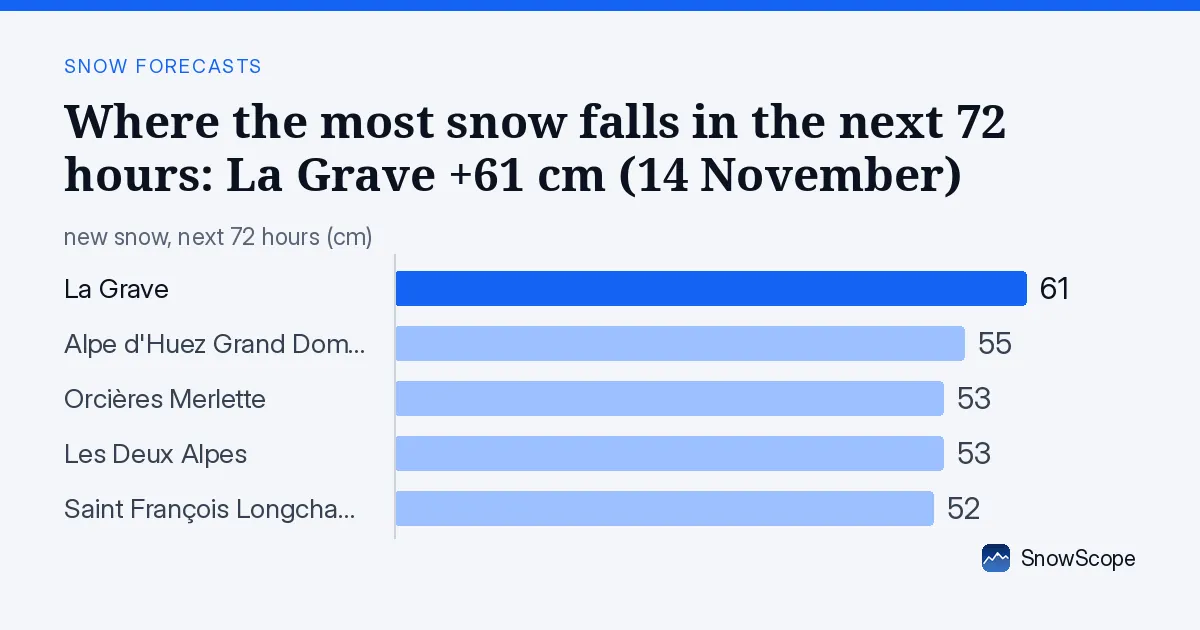 SNOW FORECASTS
Where the most snow falls in the next 72
hours: La Grave +61 cm (14 November)
new snow, next 72 hours (cm)
La Grave 61
Alpe d'Huez Grand Dom... 55
Orcières Merlette 53
Les Deux Alpes 53
Saint François Longcha... 52
SnowScope